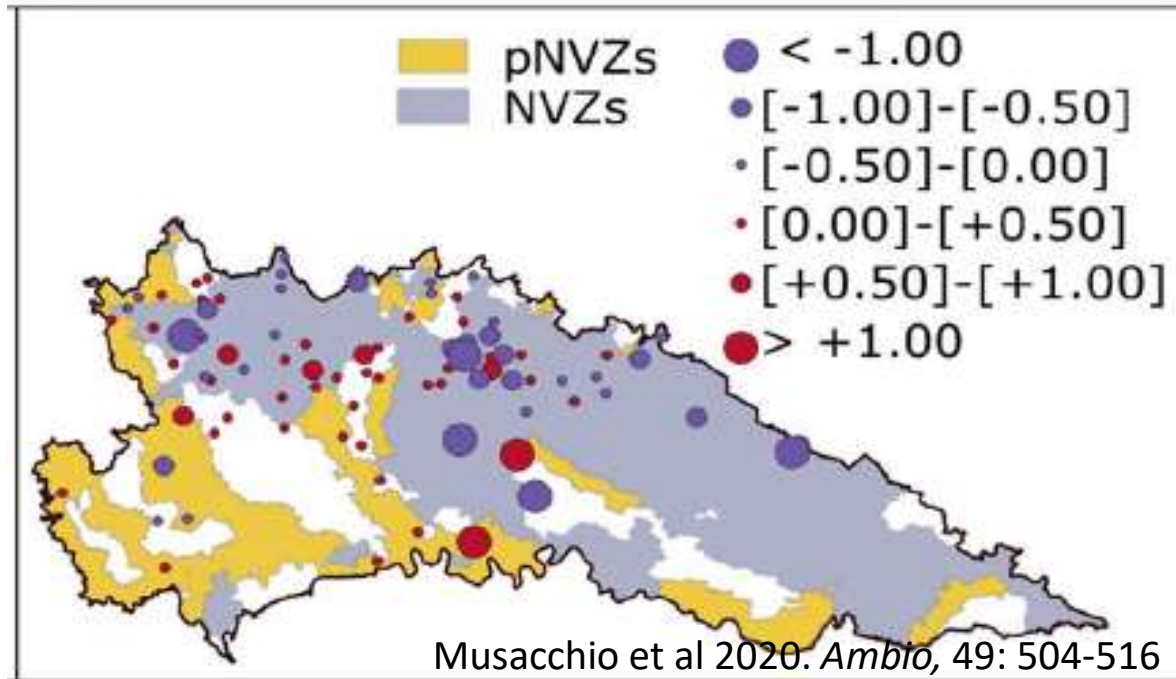 pNVZs
NVZs
< -1.00
[-1.00]-[-0.50]
[-0.50]-[0.00]
[0.00]-[+0.50]
[+0.50]-[+1.00]
> +1.00
Musacchio et al 2020. Ambio, 49: 504-516